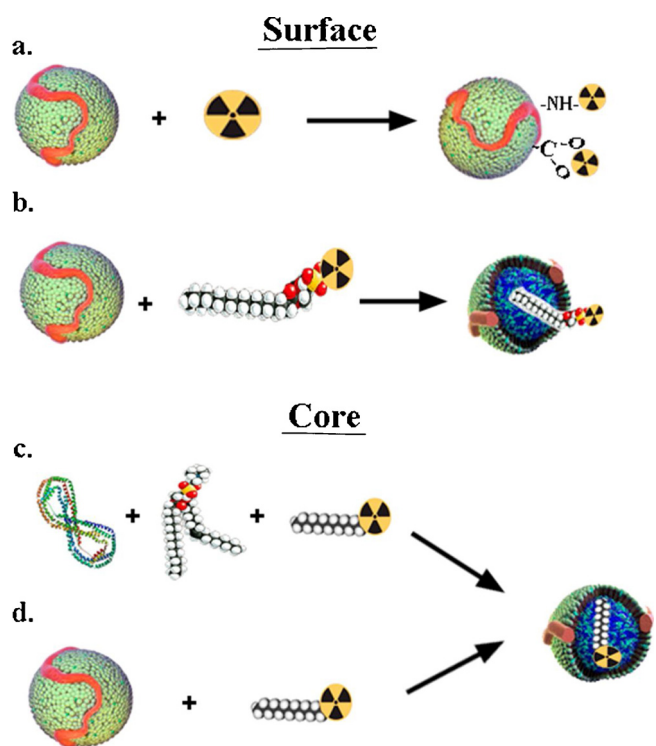 Surface
a.
+
-NH-
C
O
O
b.
+
Core
c.
+
+
d.
+